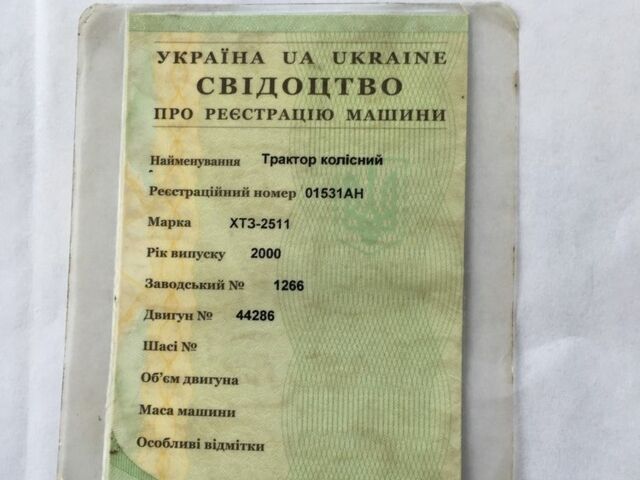 УКРАЇНА UA UKRAINE
СВІДОЦТВО
ПРО РЕЄСТРАЦІЮ МАШИНИ
Найменування Трактор колісний
Реєстраційний номер 01531АН
Марка ХТЗ-2511
Рік випуску 2000
Заводський № 1266
Двигун № 44286
Шасі №
Об'єм двигуна
Маса машини
Особливі відмітки